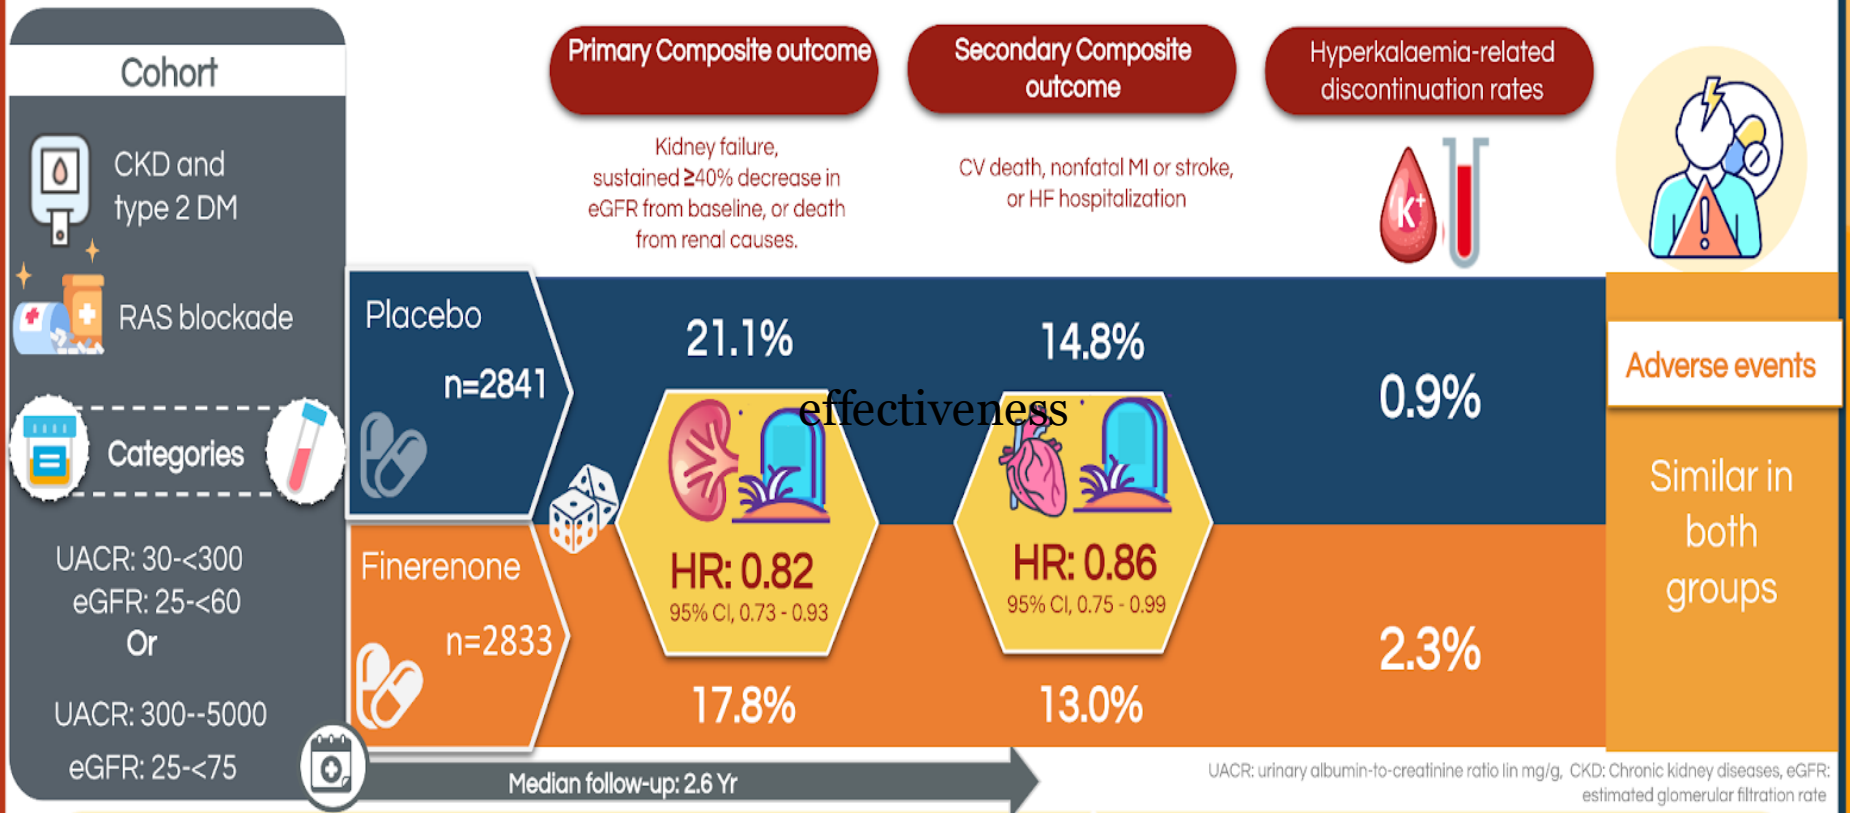 Cohort
CKD and
type 2 DM
RAS blockade
Categories
UACR: 30-<300
eGFR: 25-<60
Or
UACR: 300--5000
eGFR: 25-<75
Primary Composite outcome
Kidney failure,
sustained ≥40% decrease in
eGFR from baseline, or death
from renal causes.
Secondary Composite
outcome
CV death, nonfatal MI or stroke,
or HF hospitalization
Hyperkalaemia-related
discontinuation rates
K+
Placebo
n=2841
21.1%
14.8%
0.9%
effectiveness
Finerenone
n=2833
HR: 0.82
95% CI, 0.73 - 0.93
HR: 0.86
95% CI, 0.75 - 0.99
17.8%
13.0%
2.3%
Adverse events
Similar in
both
groups
Median follow-up: 2.6 Yr
UACR: urinary albumin-to-creatinine ratio Iin mg/g, CKD: Chronic kidney diseases, eGFR:
estimated glomerular filtration rate